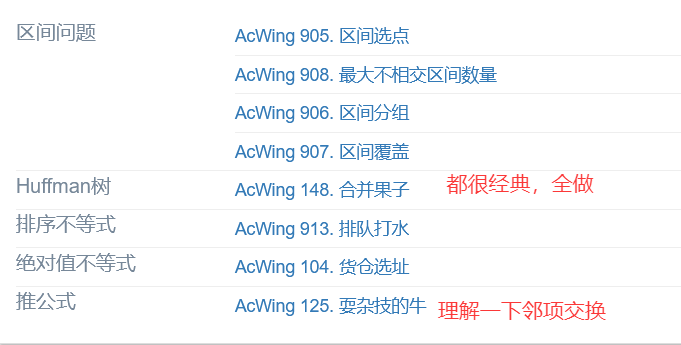 区间问题
AcWing 905. 区间选点
AcWing 908. 最大不相交区间数量
AcWing 906. 区间分组
AcWing 907. 区间覆盖
Huffman树
AcWing 148. 合并果子
都很经典，全做
排序不等式
AcWing 913. 排队打水
绝对值不等式
AcWing 104. 货仓选址
推公式
AcWing 125. 耍杂技的牛
理解一下邻项交换